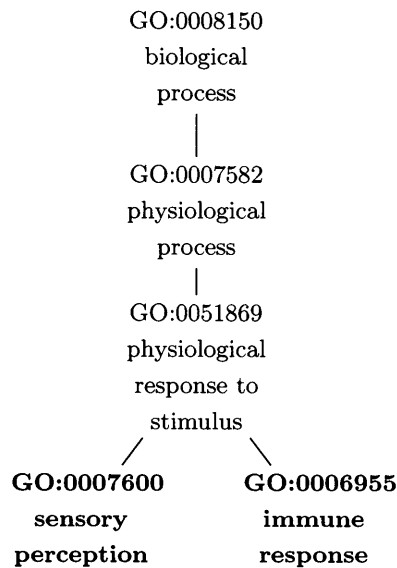 GO:0008150
biological
process
GO:0007582
physiological
process
GO:0051869
physiological
response to
stimulus
GO:0007600
sensory
perception
GO:0006955
immune
response